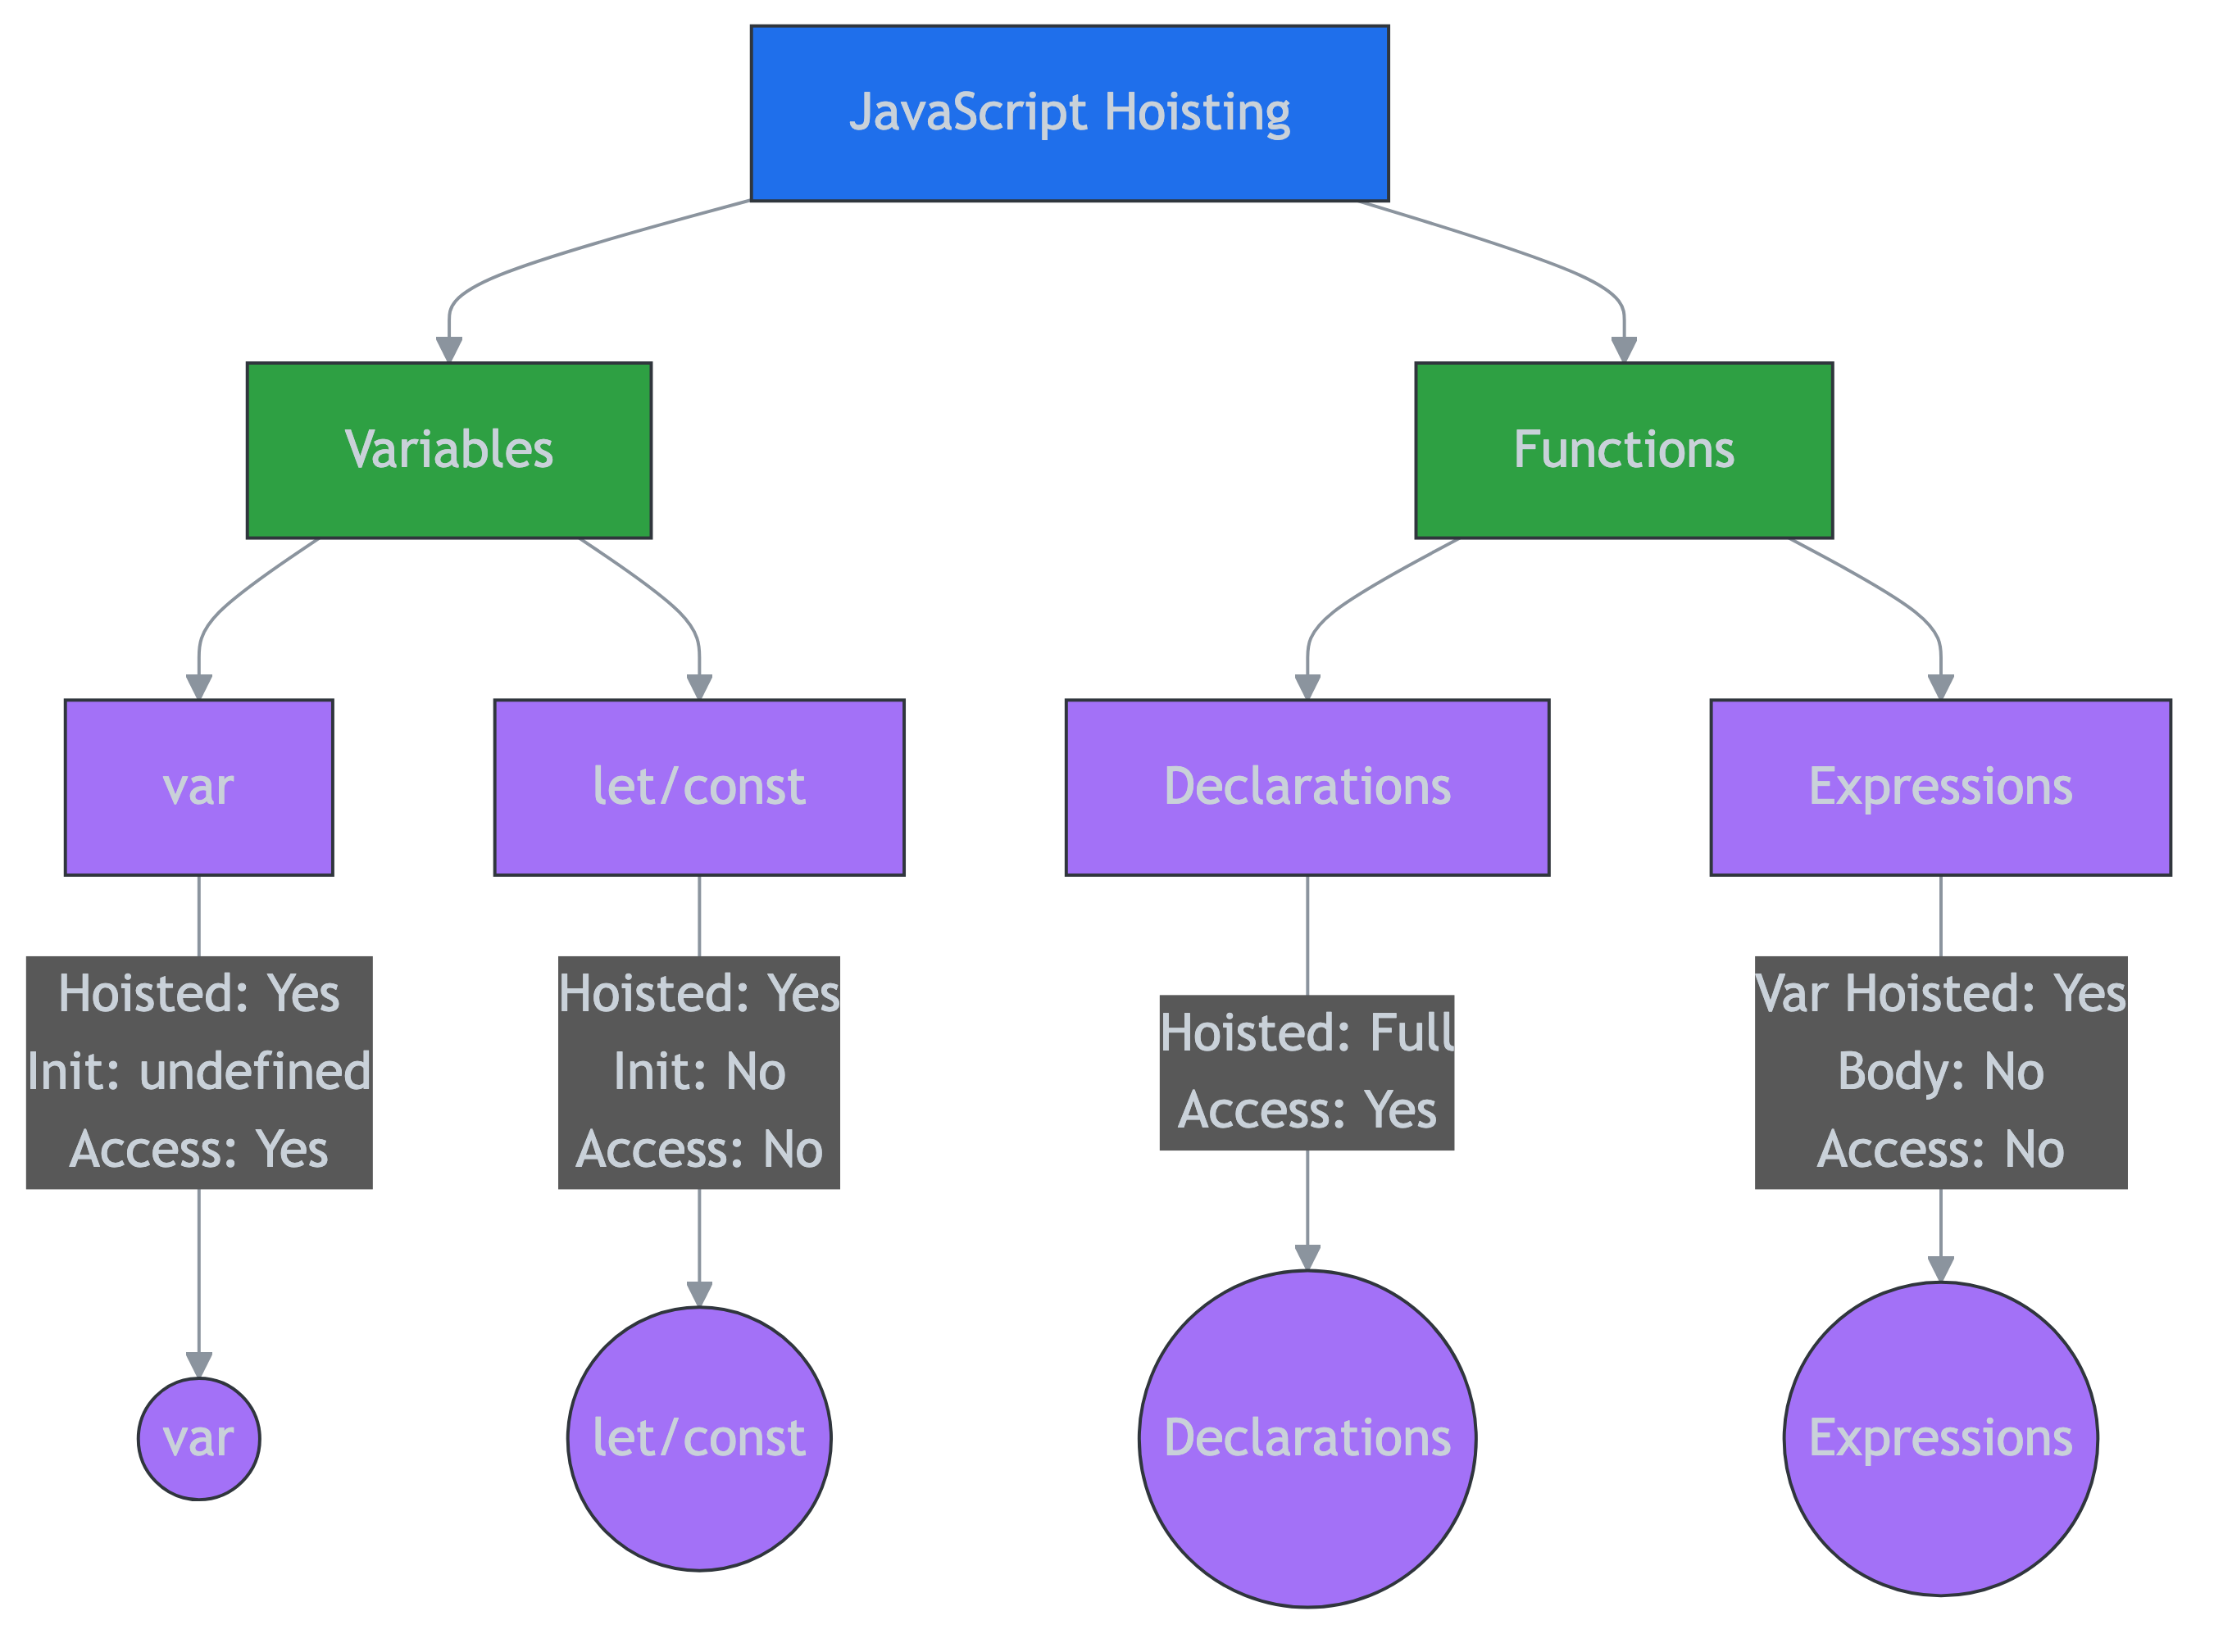 JavaScript Hoisting
Variables
Functions
var
let/const
Declarations
Expressions
Hoisted: Yes
Init: undefined
Access: Yes
Hoisted: Yes
Init: No
Access: No
Hoisted: Full
Access: Yes
Var Hoisted: Yes
Body: No
Access: No
var
let/const
Declarations
Expressions